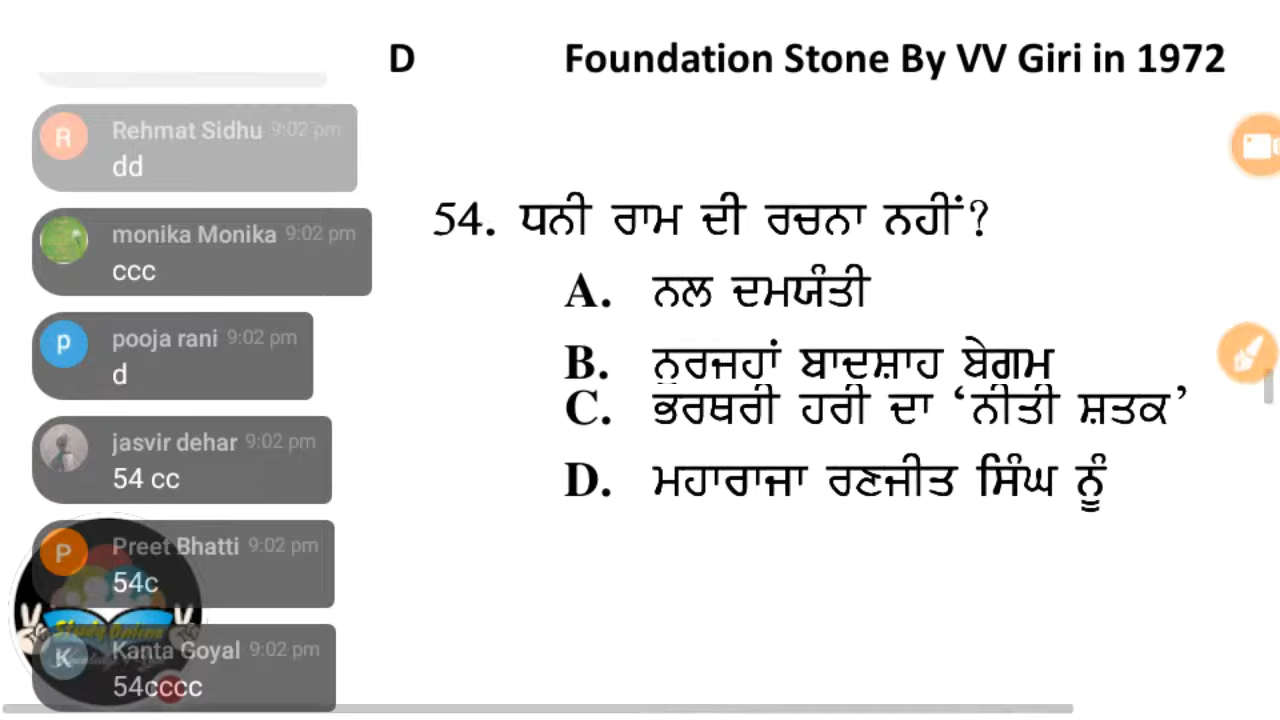 D Foundation Stone By VV Giri in 1972
Rehmat Sidhu 9:02 pm
dd
monika Monika 9:02 pm
ccc
p pooja rani 9:02 pm
d
jasvir dehar 9:02 pm
54 cc
P Preet Bhatti 9:02 pm
54c
Study Online
K Kanta Goyal 9:02 pm
54cccc
R
54. ਧਨੀ ਰਾਮ ਦੀ ਰਚਨਾ ਨਹੀਂ?
A. ਨਲ ਦਮਯੰਤੀ
B. ਨੂਰਜਹਾਂ ਬਾਦਸ਼ਾਹ ਬੇਗਮ
C. ਭਰਥਰੀ ਹਰੀ ਦਾ ‘ਨੀਤੀ ਸ਼ਤਕ’
D. ਮਹਾਰਾਜਾ ਰਣਜੀਤ ਸਿੰਘ ਨੂੰ